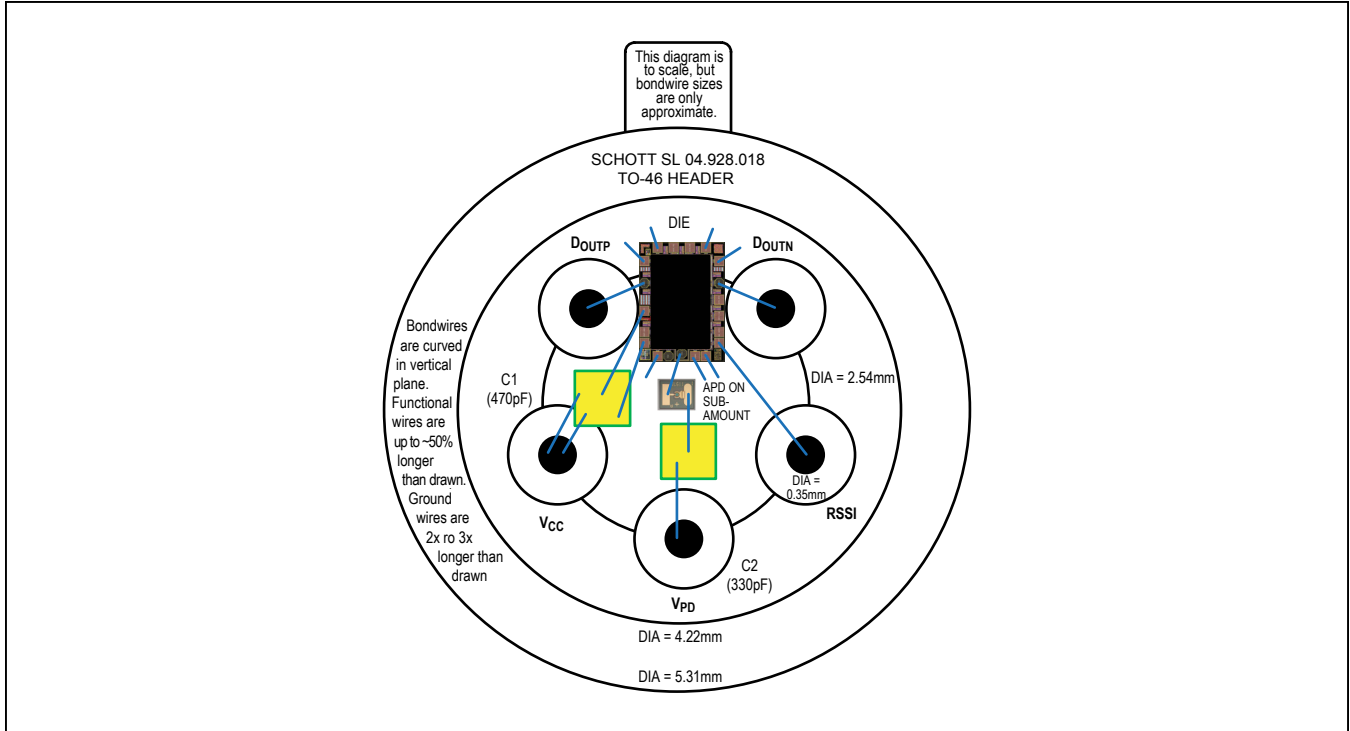 This diagram is
to scale, but
bondwire sizes
are only
approximate.
SCHOTT SL 04.928.018
TO-46 HEADER
DIE
DOUTP
DOUTN
Bondwires
are curved
in vertical
plane.
Functional
wires are
up to ~50%
longer
than drawn.
Ground
wires are
2x ro 3x
longer than
drawn
C1
(470pF)
APD ON
SUB-
AMOUNT
DIA = 2.54mm
DIA =
0.35mm
RSSI
VCC
C2
(330pF)
VPD
DIA = 4.22mm
DIA = 5.31mm